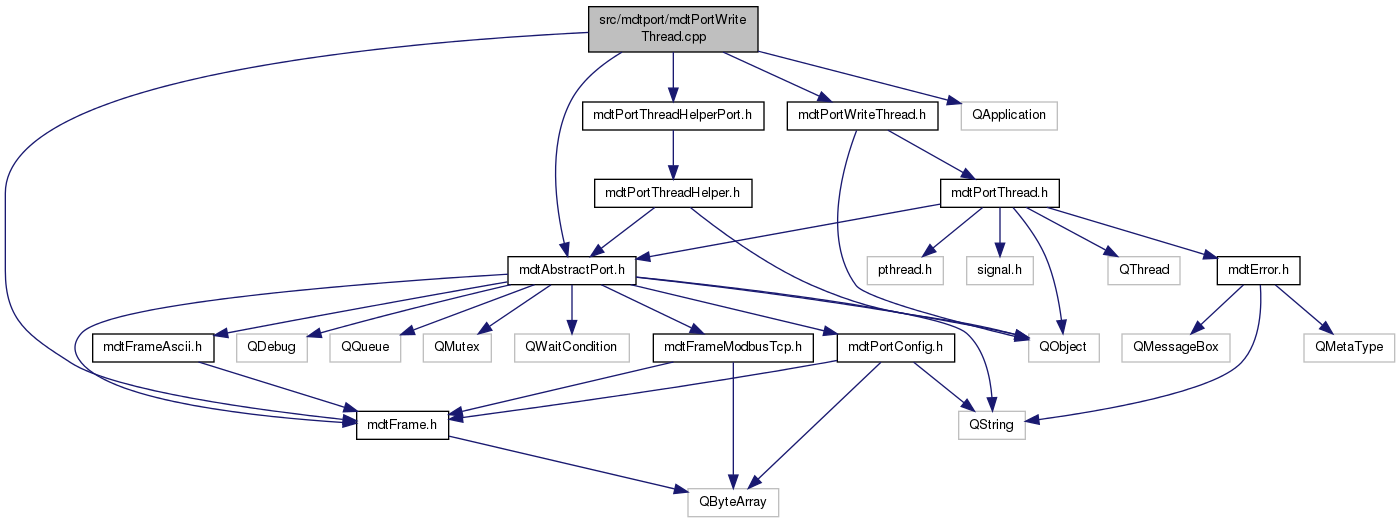 src/mdtport/mdtPortWrite
Thread.cpp
mdtPortThreadHelperPort.h
mdtPortWriteThread.h
QApplication
mdtPortThreadHelper.h
mdtPortThread.h
mdtAbstractPort.h
pthread.h
signal.h
QThread
mdtError.h
mdtFrameAscii.h
QDebug
QQueue
QMutex
QWaitCondition
mdtFrameModbusTcp.h
mdtPortConfig.h
QObject
QMessageBox
QMetaType
mdtFrame.h
QString
QByteArray